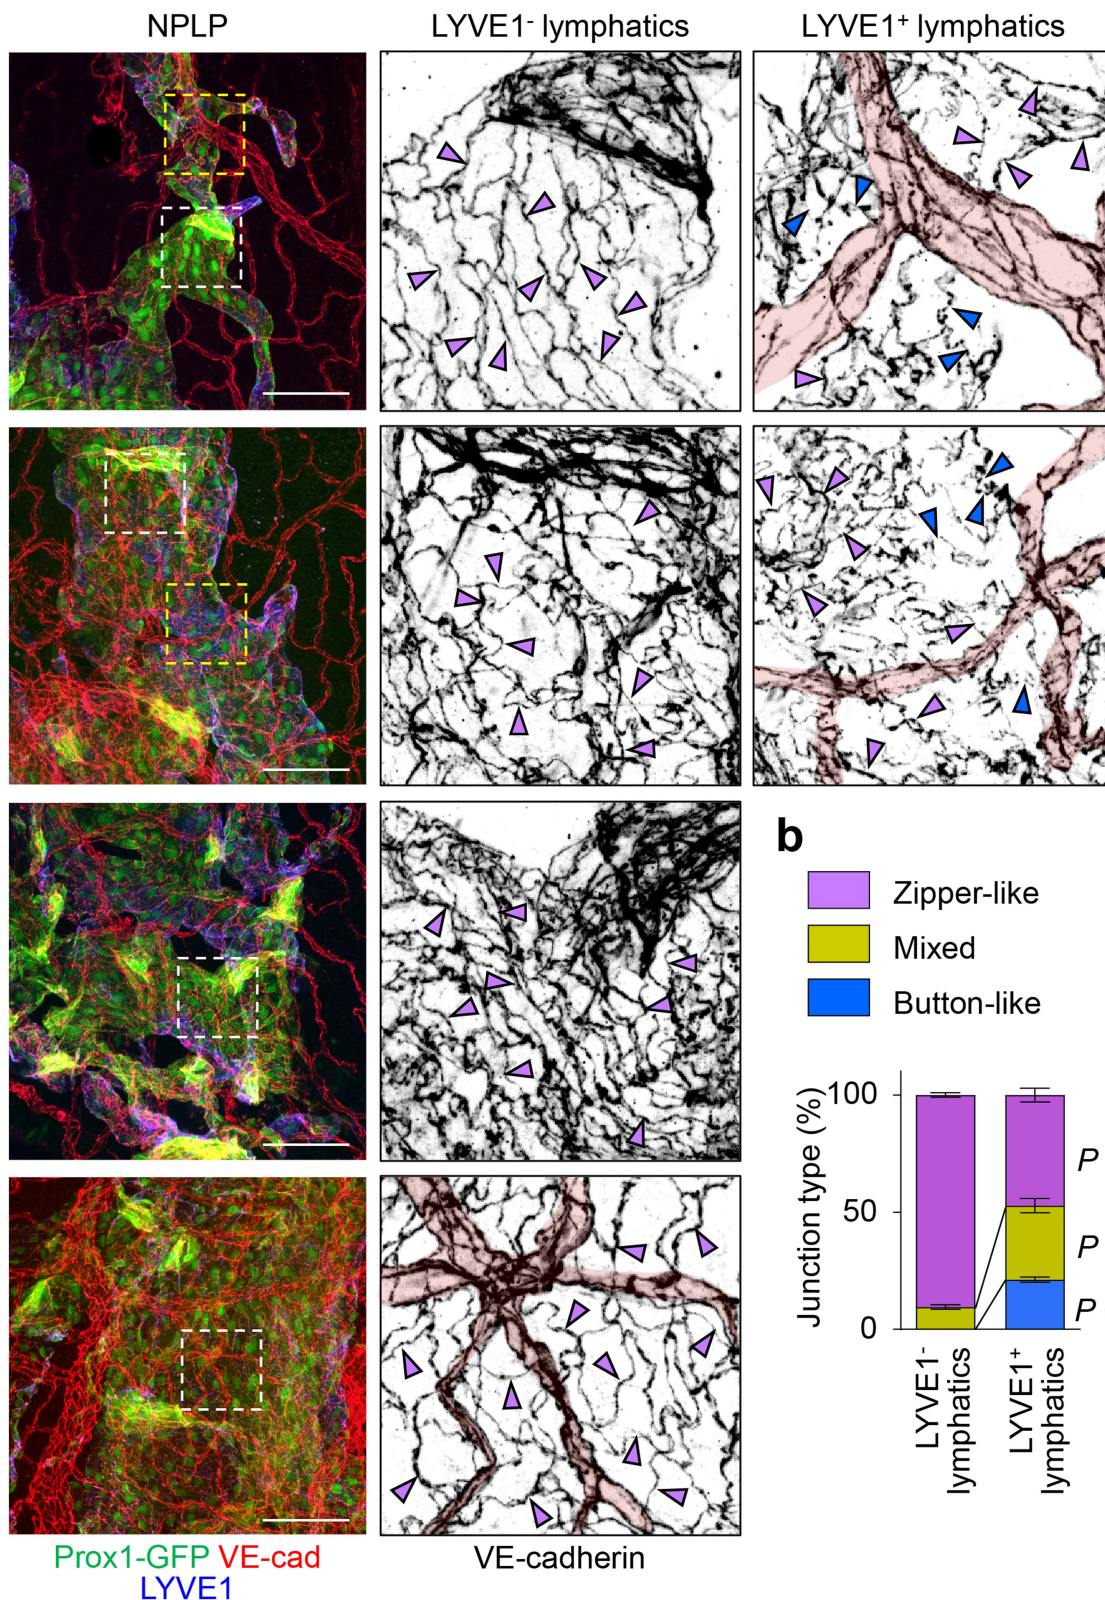 NPLP
LYVE1⁻ lymphatics
LYVE1⁺ lymphatics
b
Zipper-like
Mixed
Button-like
Junction type (%)
100
50
0
P
P
P
LYVE1⁻
lymphatics
LYVE1⁺
lymphatics
Prox1-GFP VE-cad
LYVE1
VE-cadherin